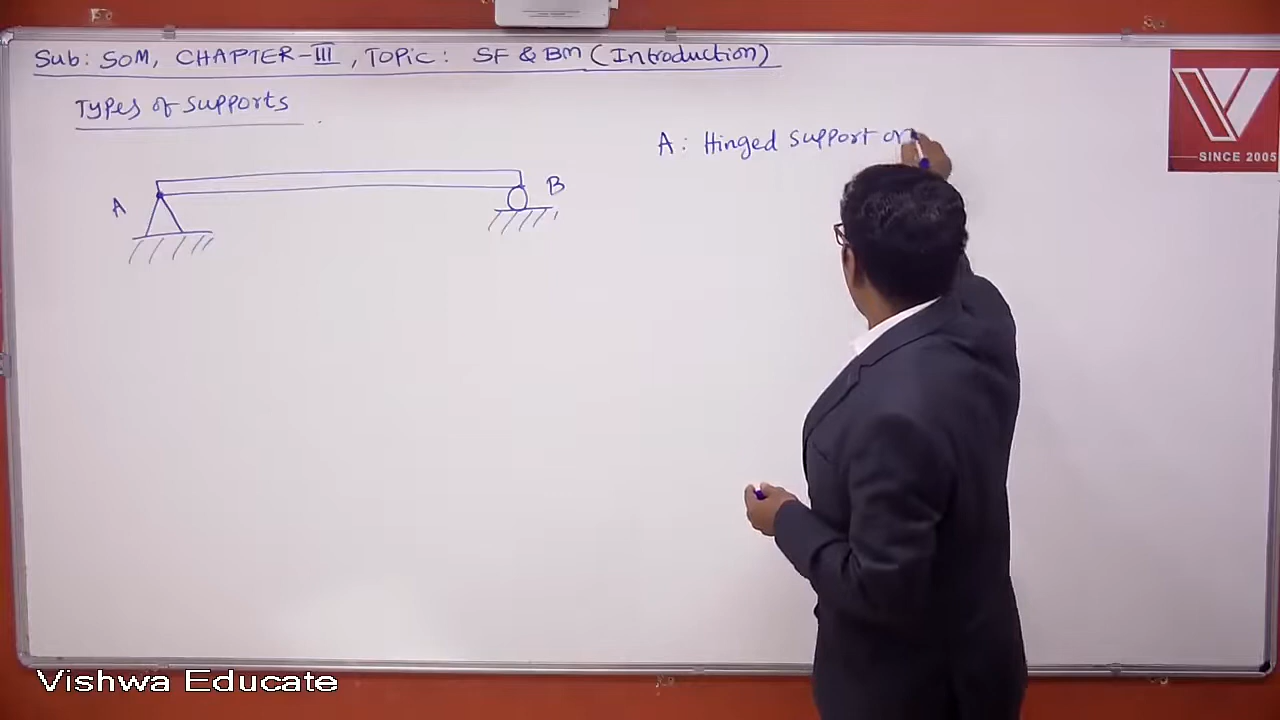 Sub: SOM, CHAPTER-III, TOPIC: SF & BM (Introduction)
Types of Supports
A: Hinged Support or
A
B
SINCE 2005
Vishwa Educate